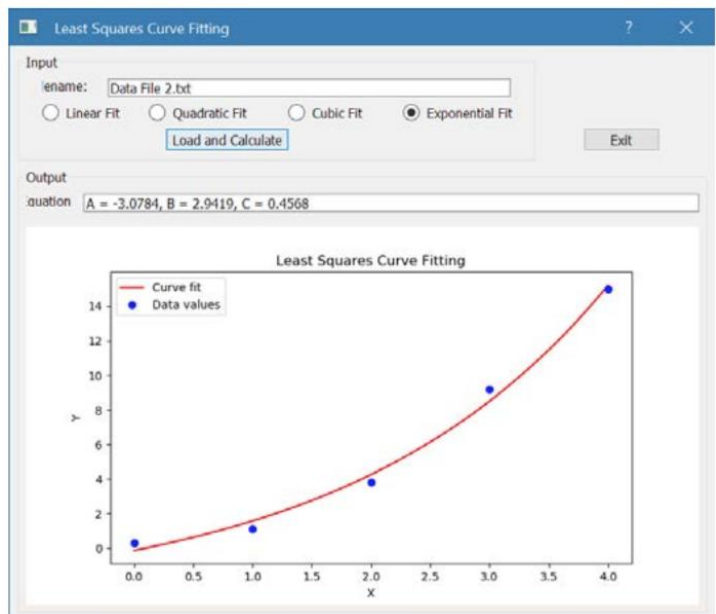 Least Squares Curve Fitting ?
Input
lename: Data File 2.txt
Linear Fit Quadratic Fit Cubic Fit Exponential Fit
Load and Calculate Exit
Output
quation A = -3.0784, B = 2.9419, C = 0.4568
Least Squares Curve Fitting
Curve fit
Data values
14
12
10
8
6
4
2
0
Y
0.0 0.5 1.0 1.5 2.0 2.5 3.0 3.5 4.0
X